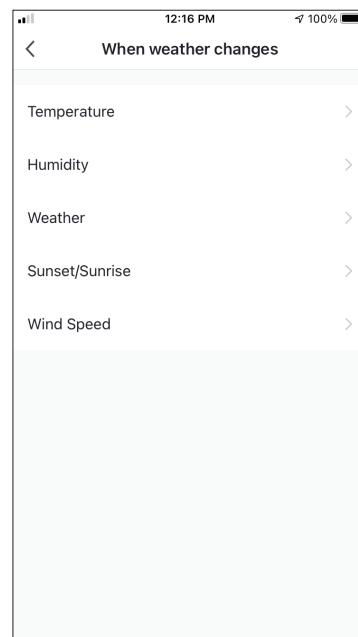 12:16 PM 100%
When weather changes
Temperature
Humidity
Weather
Sunset/Sunrise
Wind Speed